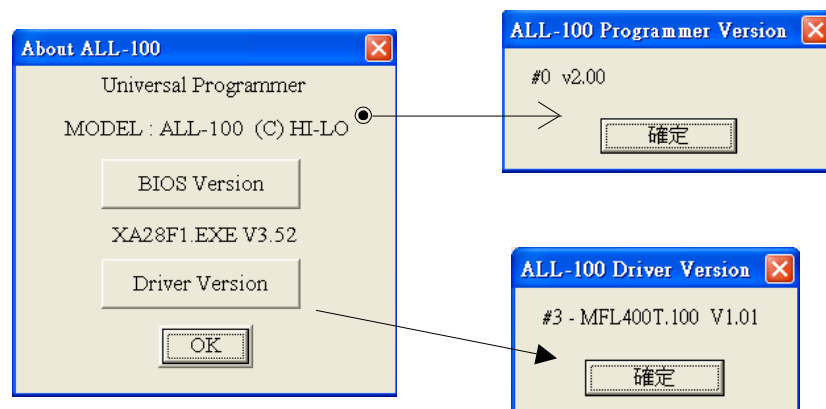 About ALL-100
Universal Programmer
MODEL : ALL-100 (C) HI-LO
BIOS Version
XA28F1.EXE V3.52
Driver Version
OK
ALL-100 Programmer Version
#0 v2.00
確定
ALL-100 Driver Version
#3 - MFL400T.100 V1.01
確定